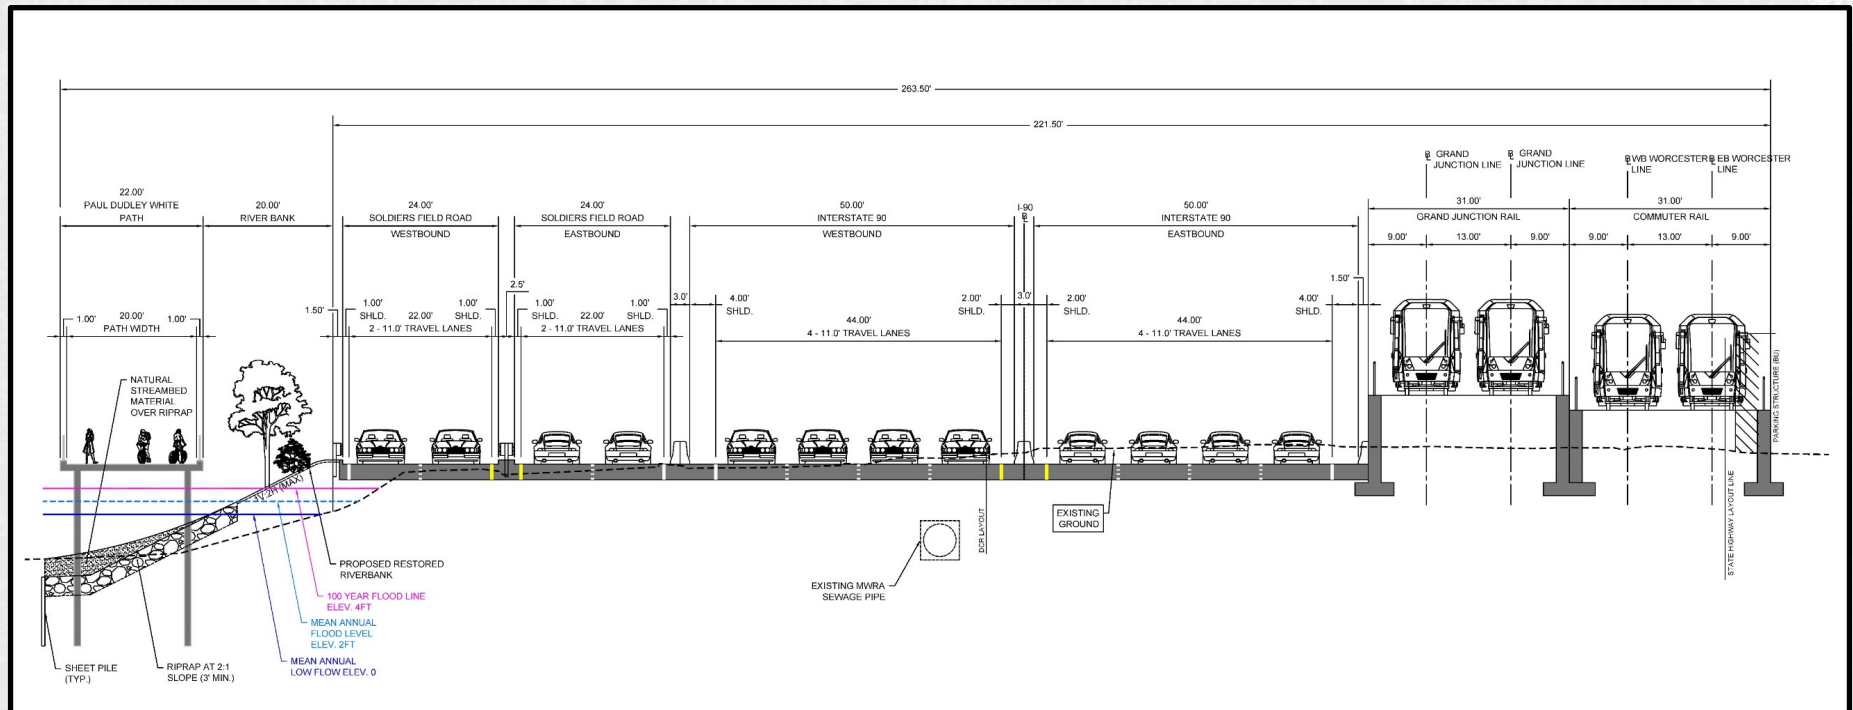 263.50'
221.50'
GRAND
JUNCTION LINE
GRAND
JUNCTION LINE
WB WORCESTER
LINE
EB WORCESTER
LINE
22.00'
PAUL DUDLEY WHITE
PATH
20.00'
RIVER BANK
24.00'
SOLDIERS FIELD ROAD
WESTBOUND
24.00'
SOLDIERS FIELD ROAD
EASTBOUND
50.00'
INTERSTATE 90
WESTBOUND
I-90
50.00'
INTERSTATE 90
EASTBOUND
31.00'
GRAND JUNCTION RAIL
31.00'
COMMUTER RAIL
9.00'
13.00'
9.00'
9.00'
13.00'
9.00'
1.00'
20.00'
PATH WIDTH
1.00'
1.50'
1.00'
SHLD.
22.00'
1.00'
SHLD.
2 - 11.0' TRAVEL LANES
2.5'
1.00'
SHLD.
22.00'
1.00'
SHLD.
2 - 11.0' TRAVEL LANES
3.0'
4.00'
SHLD.
44.00'
4 - 11.0' TRAVEL LANES
2.00'
SHLD.
3.0'
2.00'
SHLD.
44.00'
4 - 11.0' TRAVEL LANES
4.00'
SHLD.
1.50'
NATURAL
STREAMBED
MATERIAL
OVER RIPRAP
1V:2H (MAX)
PARKING STRUCTURE (BU)
STATE HIGHWAY LAYOUT LINE
DCR LAYOUT
EXISTING
GROUND
EXISTING MWRA
SEWAGE PIPE
PROPOSED RESTORED
RIVERBANK
100 YEAR FLOOD LINE
ELEV. 4FT
MEAN ANNUAL
FLOOD LEVEL
ELEV. 2FT
MEAN ANNUAL
LOW FLOW ELEV. 0
SHEET PILE
(TYP.)
RIPRAP AT 2:1
SLOPE (3' MIN.)